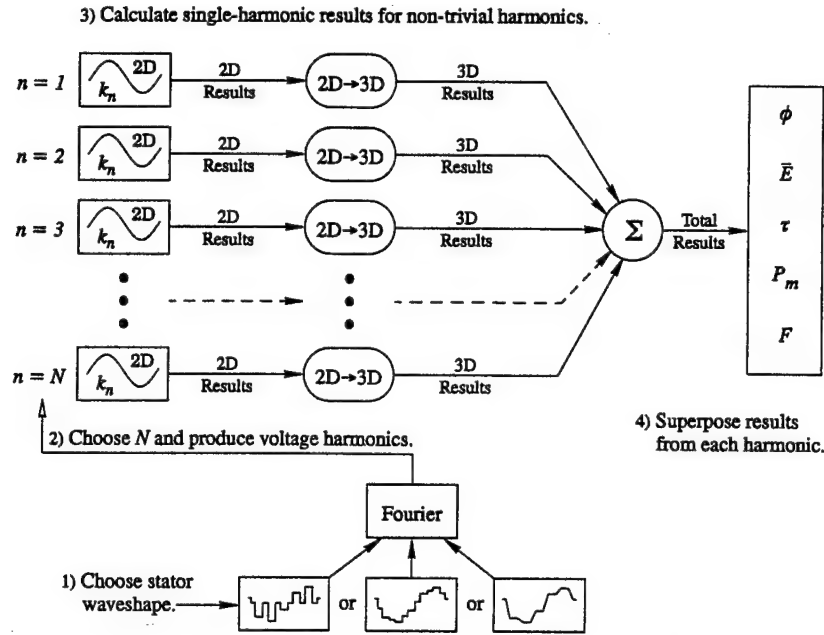 3) Calculate single-harmonic results for non-trivial harmonics.
n = 1
2D
k_n
2D
Results
2D→3D
3D
Results
n = 2
2D
k_n
2D
Results
2D→3D
3D
Results
n = 3
2D
k_n
2D
Results
2D→3D
3D
Results
n = N
2D
k_n
2D
Results
2D→3D
3D
Results
Σ
Total
Results
ϕ
Ē
τ
P_m
F
4) Superpose results
from each harmonic.
2) Choose N and produce voltage harmonics.
Fourier
1) Choose stator
waveshape.
or
or